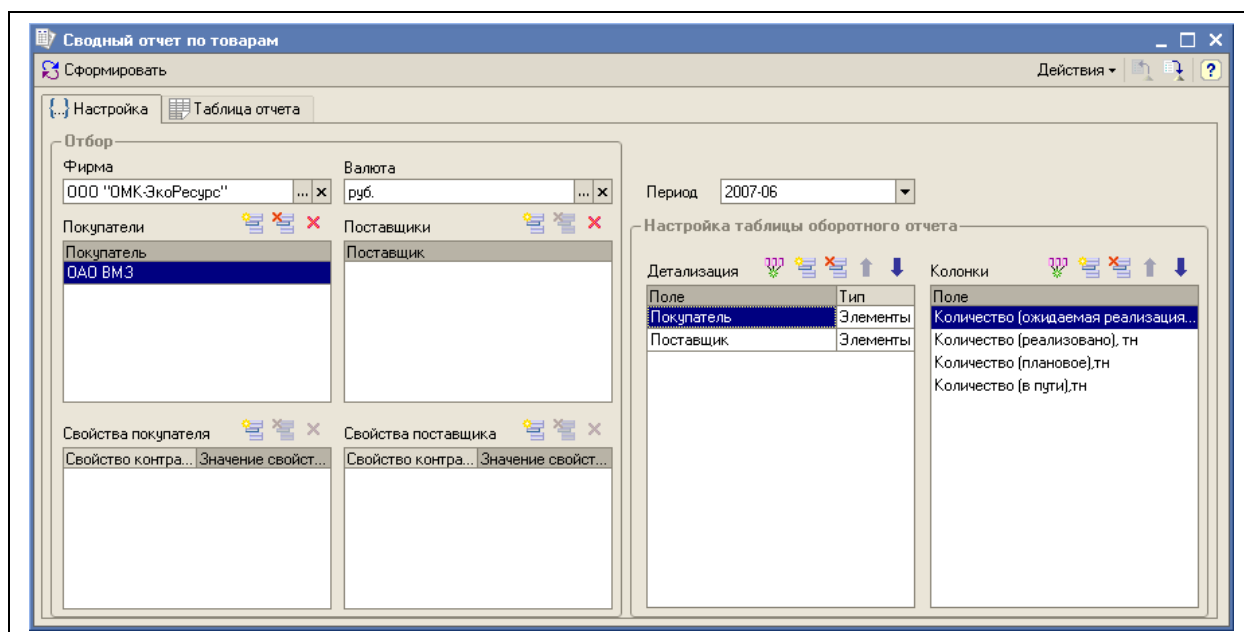 Сводный отчет по товарам
Сформировать
Действия
?
{...} Настройка
Таблица отчета
Отбор
Фирма
Валюта
ООО "ОМК-ЭкоРесурс" ... x
руб. ... x
Период 2007-06
Покупатели
Поставщики
Настройка таблицы оборотного отчета
Покупатель
Поставщик
ОАО ВМЗ
Детализация
Колонки
Поле Тип
Поле
Покупатель Элементы
Количество (ожидаемая реализация...
Поставщик Элементы
Количество (реализовано), тн
Количество (плановое),тн
Количество (в пути),тн
Свойства покупателя
Свойства поставщика
Свойство контра... Значение свойст...
Свойство контра... Значение свойст...